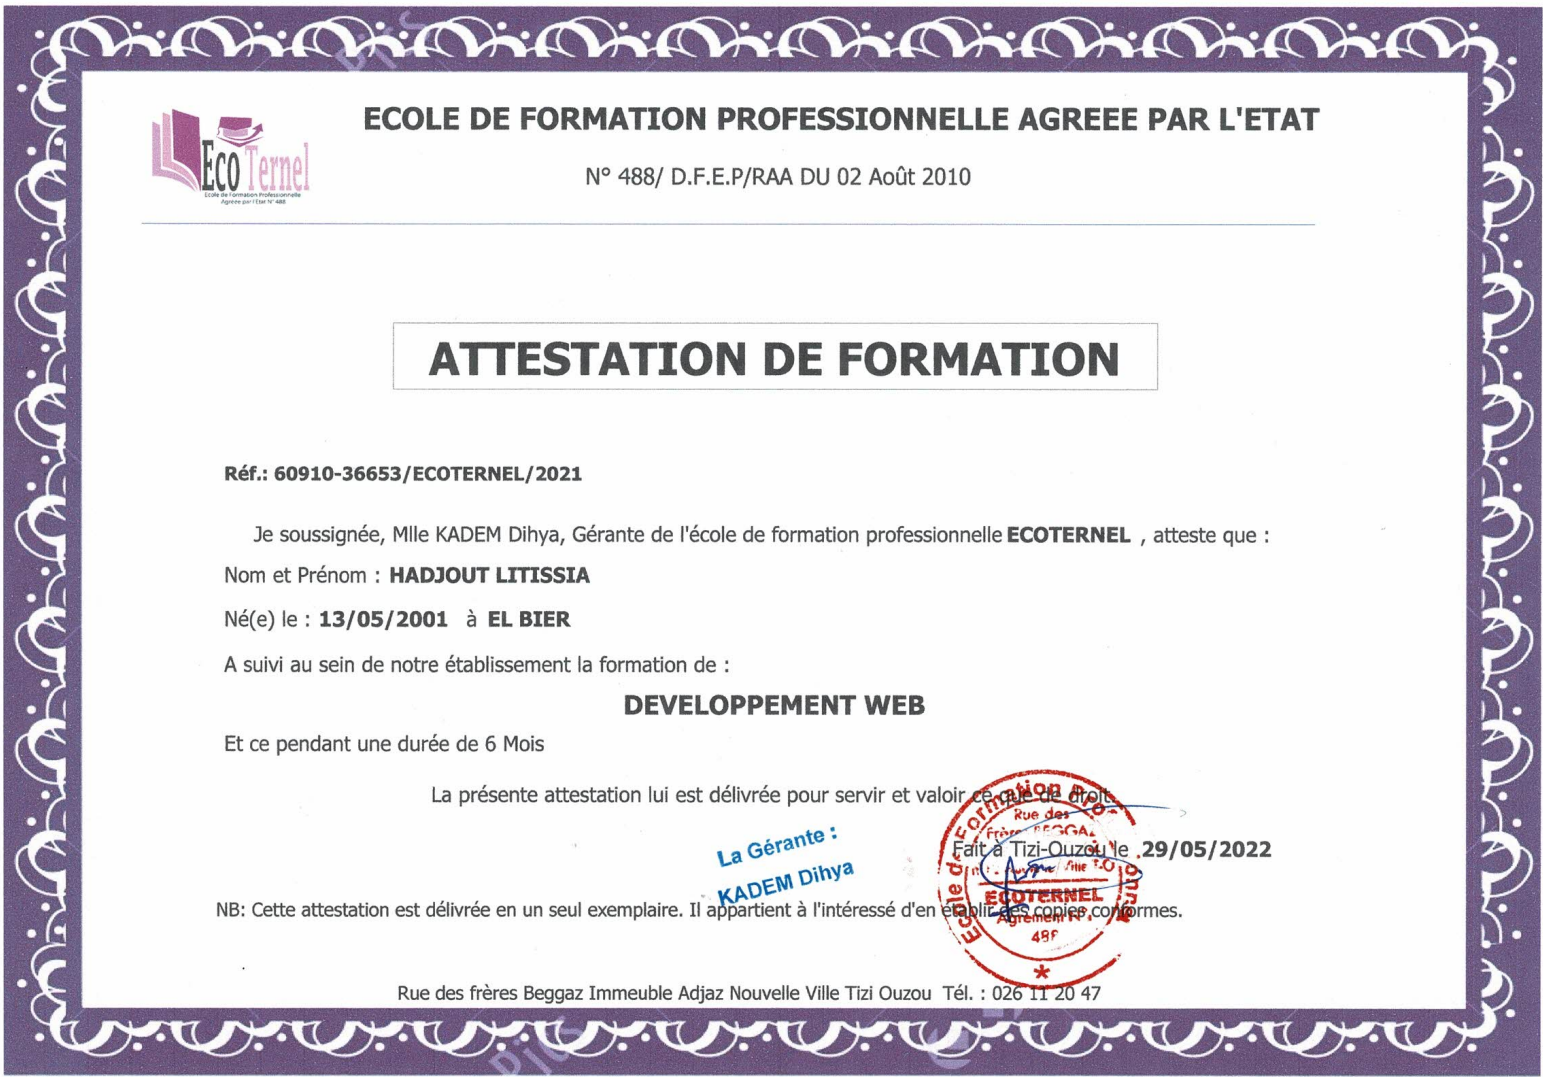 ECOLE DE FORMATION PROFESSIONNELLE AGREEE PAR L'ETAT
Eco Ternel
Ecole de Formation Professionnelle
Agréée par l'Etat N° 488
N° 488/ D.F.E.P/RAA DU 02 Août 2010
ATTESTATION DE FORMATION
Réf.: 60910-36653/ECOTERNEL/2021
Je soussignée, Mlle KADEM Dihya, Gérante de l'école de formation professionnelle ECOTERNEL , atteste que :
Nom et Prénom : HADJOUT LITISSIA
Né(e) le : 13/05/2001 à EL BIER
A suivi au sein de notre établissement la formation de :
DEVELOPPEMENT WEB
Et ce pendant une durée de 6 Mois
La présente attestation lui est délivrée pour servir et valoir ce que de droit.
La Gérante :
KADEM Dihya
Fait à Tizi-Ouzou le 29/05/2022
Ecole de Formation
Rue des
ECOTERNEL
Agrément N°
NB: Cette attestation est délivrée en un seul exemplaire. Il appartient à l'intéressé d'en établir des copies conformes.
Rue des frères Beggaz Immeuble Adjaz Nouvelle Ville Tizi Ouzou Tél. : 026 11 20 47